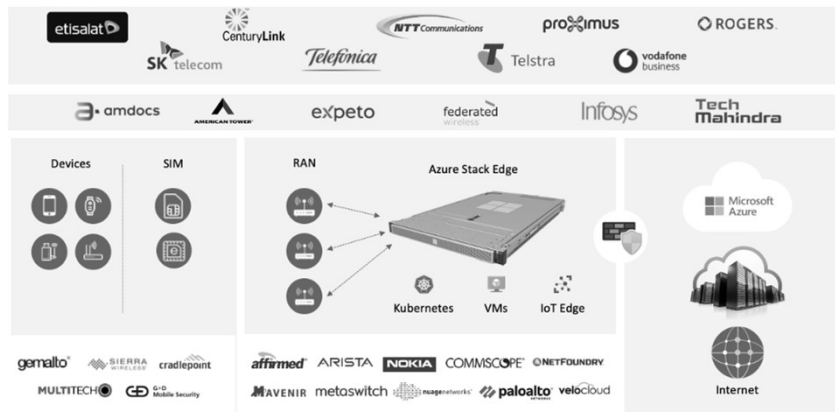 etisalat
CenturyLink
NTT Communications
proximus
ROGERS.
SK telecom
Telefónica
Telstra
vodafone
business
amdocs
AMERICAN TOWER
expeto
federated
wireless
Infosys
Tech
Mahindra
Devices
SIM
RAN
Azure Stack Edge
Microsoft
Azure
Kubernetes
VMs
IoT Edge
Internet
gemalto
SIERRA
WIRELESS
cradlepoint
affirmed
ARISTA
NOKIA
COMMSCOPE
NETFOUNDRY
MULTITECH
G+D
Mobile Security
MAVENIR
metaswitch
nuagenetworks
paloalto
NETWORKS
velocloud